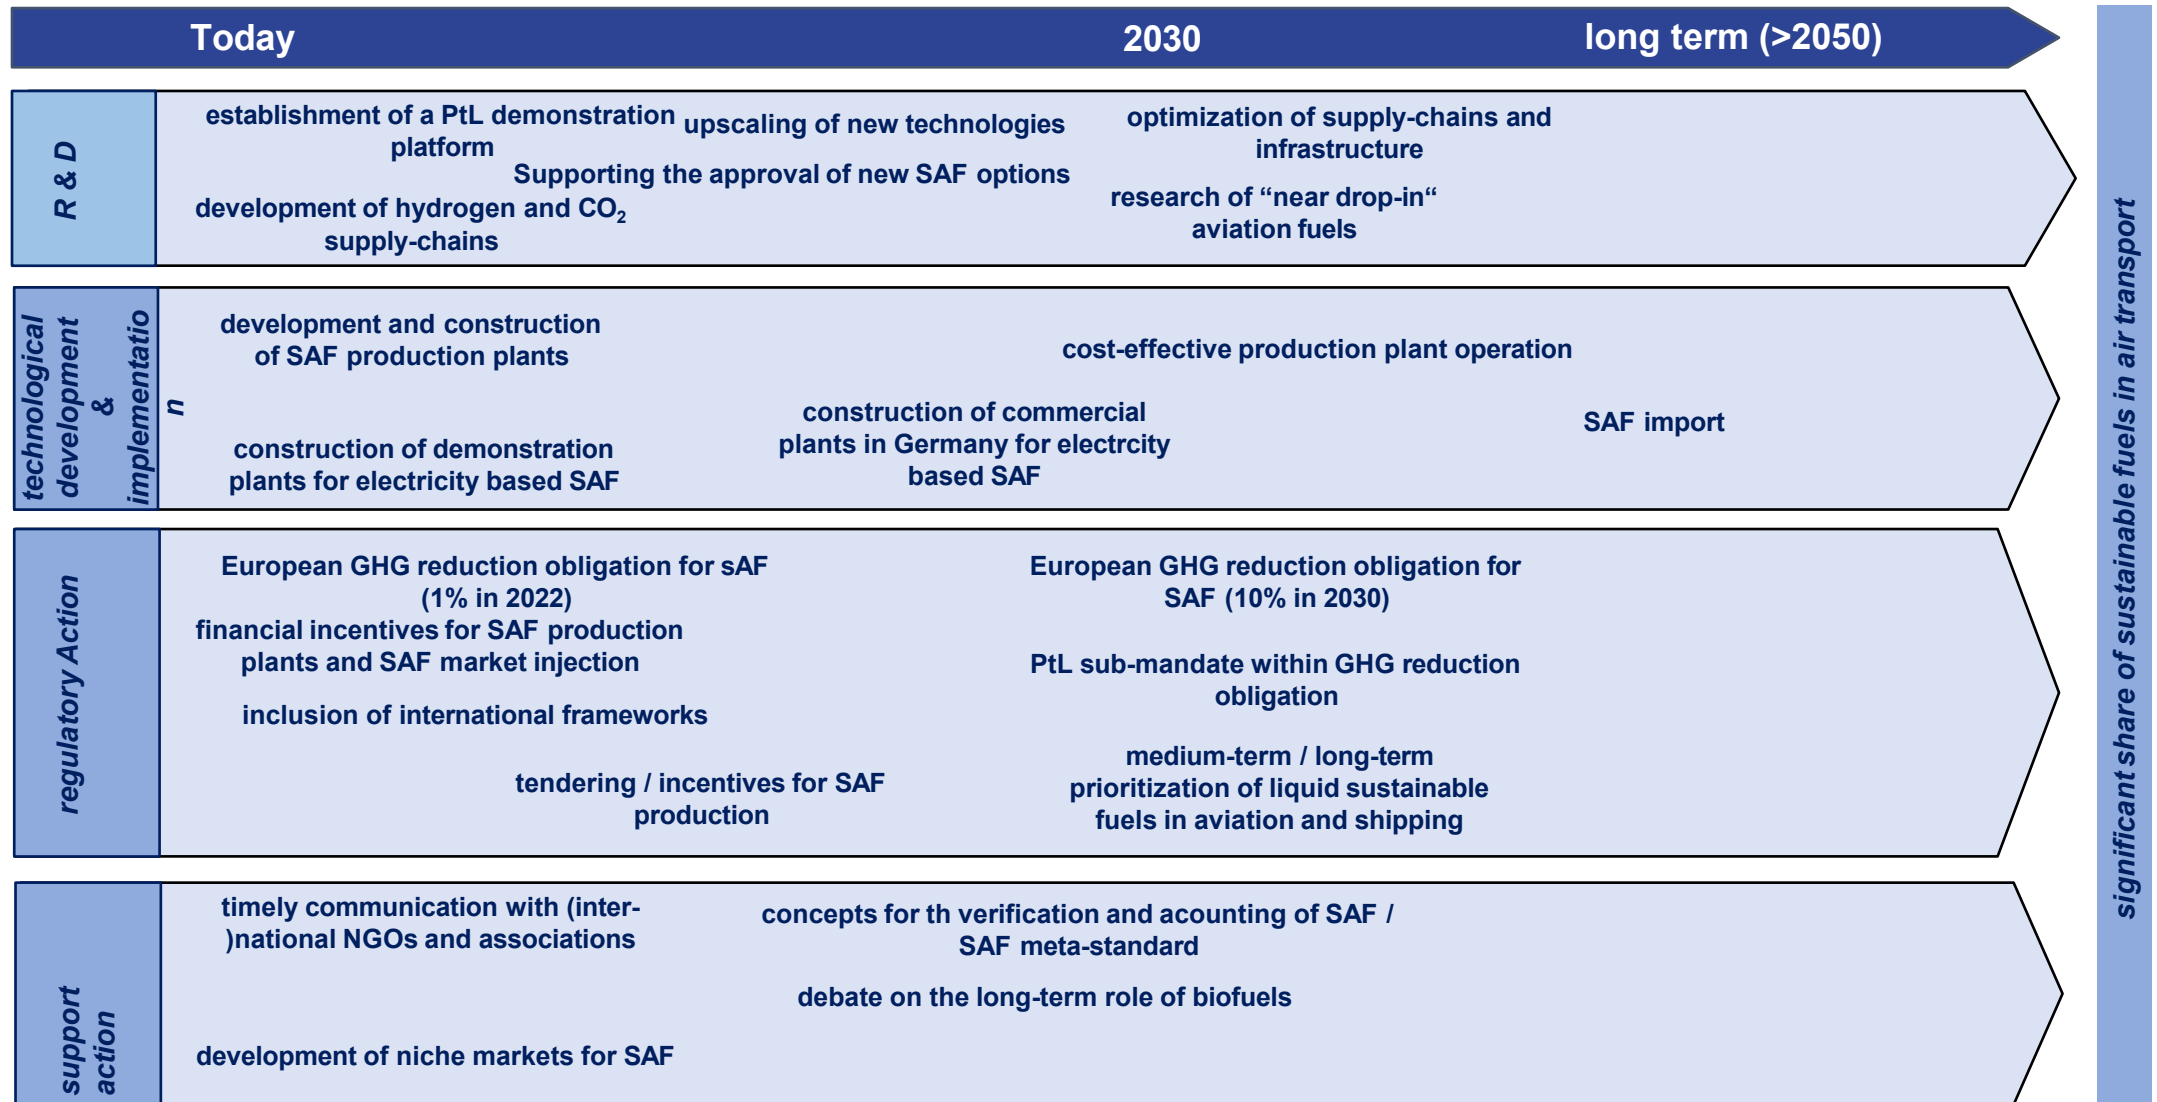 Today
2030
long term (>2050)
R & D
establishment of a PtL demonstration
platform
upscaling of new technologies
optimization of supply-chains and
infrastructure
Supporting the approval of new SAF options
development of hydrogen and CO2
supply-chains
research of “near drop-in“
aviation fuels
technological
development
&
implementatio
n
development and construction
of SAF production plants
cost-effective production plant operation
construction of demonstration
plants for electricity based SAF
construction of commercial
plants in Germany for electrcity
based SAF
SAF import
regulatory Action
European GHG reduction obligation for sAF
(1% in 2022)
financial incentives for SAF production
plants and SAF market injection
inclusion of international frameworks
tendering / incentives for SAF
production
European GHG reduction obligation for
SAF (10% in 2030)
PtL sub-mandate within GHG reduction
obligation
medium-term / long-term
prioritization of liquid sustainable
fuels in aviation and shipping
support
action
timely communication with (inter-
)national NGOs and associations
concepts for th verification and acounting of SAF /
SAF meta-standard
debate on the long-term role of biofuels
development of niche markets for SAF
significant share of sustainable fuels in air transport